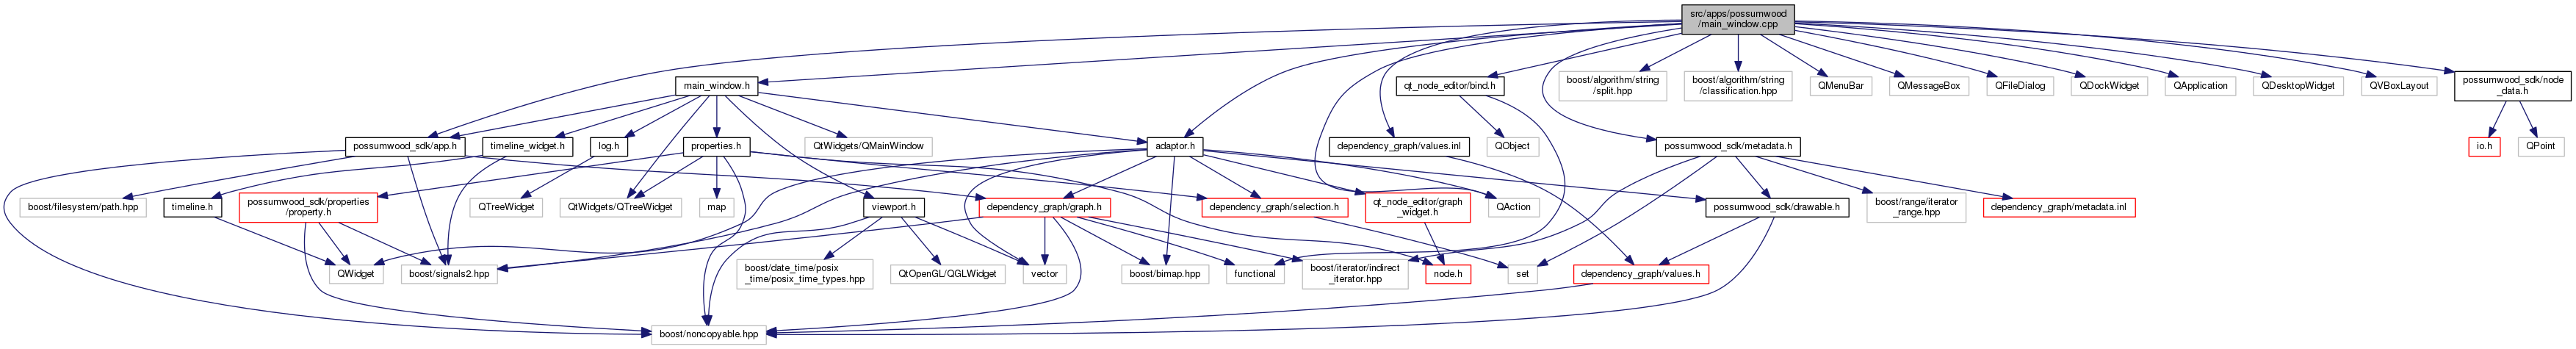 src/apps/possumwood
/main_window.cpp
main_window.h
qt_node_editor/bind.h
boost/algorithm/string
/split.hpp
boost/algorithm/string
/classification.hpp
QMenuBar
QMessageBox
QFileDialog
QDockWidget
QApplication
QDesktopWidget
QVBoxLayout
possumwood_sdk/node
_data.h
possumwood_sdk/app.h
timeline_widget.h
log.h
properties.h
QtWidgets/QMainWindow
adaptor.h
dependency_graph/values.inl
QObject
possumwood_sdk/metadata.h
io.h
QPoint
boost/filesystem/path.hpp
timeline.h
possumwood_sdk/properties
/property.h
QTreeWidget
QtWidgets/QTreeWidget
map
viewport.h
dependency_graph/graph.h
dependency_graph/selection.h
qt_node_editor/graph
_widget.h
QAction
possumwood_sdk/drawable.h
boost/range/iterator
_range.hpp
dependency_graph/metadata.inl
QWidget
boost/signals2.hpp
boost/date_time/posix
_time/posix_time_types.hpp
QtOpenGL/QGLWidget
vector
boost/bimap.hpp
functional
boost/iterator/indirect
_iterator.hpp
node.h
set
dependency_graph/values.h
boost/noncopyable.hpp